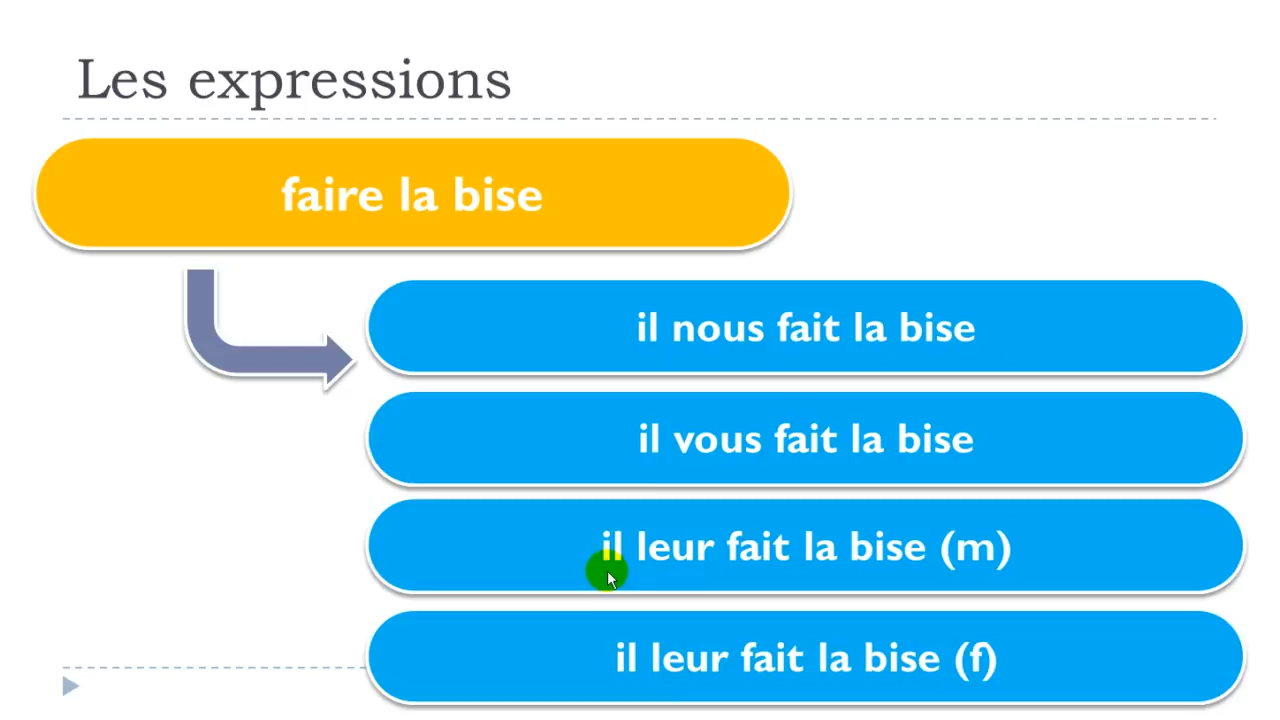 Les expressions
faire la bise
il nous fait la bise
il vous fait la bise
il leur fait la bise (m)
il leur fait la bise (f)